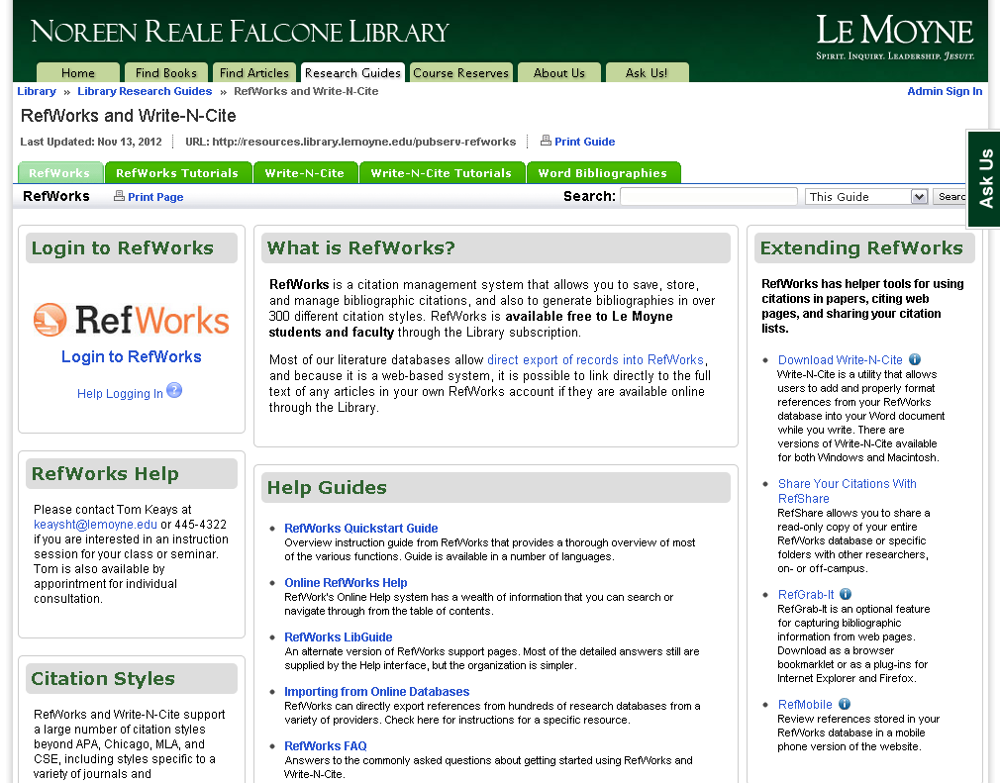 NOREEN REALE FALCONE LIBRARY
LE MOYNE
SPIRIT. INQUIRY. LEADERSHIP. JESUIT.
Home Find Books Find Articles Research Guides Course Reserves About Us Ask Us!
Library » Library Research Guides » RefWorks and Write-N-Cite Admin Sign In
RefWorks and Write-N-Cite
Last Updated: Nov 13, 2012 URL: http://resources.library.lemoyne.edu/pubserv-refworks Print Guide
Ask Us
RefWorks RefWorks Tutorials Write-N-Cite Write-N-Cite Tutorials Word Bibliographies
RefWorks Print Page Search: This Guide Searc
Login to RefWorks
RefWorks
Login to RefWorks
Help Logging In ?
RefWorks Help
Please contact Tom Keays at
keaysht@lemoyne.edu or 445-4322
if you are interested in an instruction
session for your class or seminar.
Tom is also available by
apportionment for individual
consultation.
Citation Styles
RefWorks and Write-N-Cite support
a large number of citation styles
beyond APA, Chicago, MLA, and
CSE, including styles specific to a
variety of journals and
What is RefWorks?
RefWorks is a citation management system that allows you to save, store,
and manage bibliographic citations, and also to generate bibliographies in over
300 different citation styles. RefWorks is available free to Le Moyne
students and faculty through the Library subscription.
Most of our literature databases allow direct export of records into RefWorks,
and because it is a web-based system, it is possible to link directly to the full
text of any articles in your own RefWorks account if they are available online
through the Library.
Help Guides
RefWorks Quickstart Guide
Overview instruction guide from RefWorks that provides a thorough overview of most
of the various functions. Guide is available in a number of languages.
Online RefWorks Help
RefWork's Online Help system has a wealth of information that you can search or
navigate through from the table of contents.
RefWorks LibGuide
An alternate version of RefWorks support pages. Most of the detailed answers still are
supplied by the Help interface, but the organization is simpler.
Importing from Online Databases
RefWorks can directly export references from hundreds of research databases from a
variety of providers. Check here for instructions for a specific resource.
RefWorks FAQ
Answers to the commonly asked questions about getting started using RefWorks and
Write-N-Cite.
Extending RefWorks
RefWorks has helper tools for using
citations in papers, citing web
pages, and sharing your citation
lists.
Download Write-N-Cite i
Write-N-Cite is a utility that allows
users to add and properly format
references from your RefWorks
database into your Word document
while you write. There are
versions of Write-N-Cite available
for both Windows and Macintosh.
Share Your Citations With
RefShare
RefShare allows you to share a
read-only copy of your entire
RefWorks database or specific
folders with other researchers,
on- or off-campus.
RefGrab-It i
RefGrab-It is an optional feature
for capturing bibliographic
information from web pages.
Download as a browser
bookmarklet or as a plug-ins for
Internet Explorer and Firefox.
RefMobile i
Review references stored in your
RefWorks database in a mobile
phone version of the website.